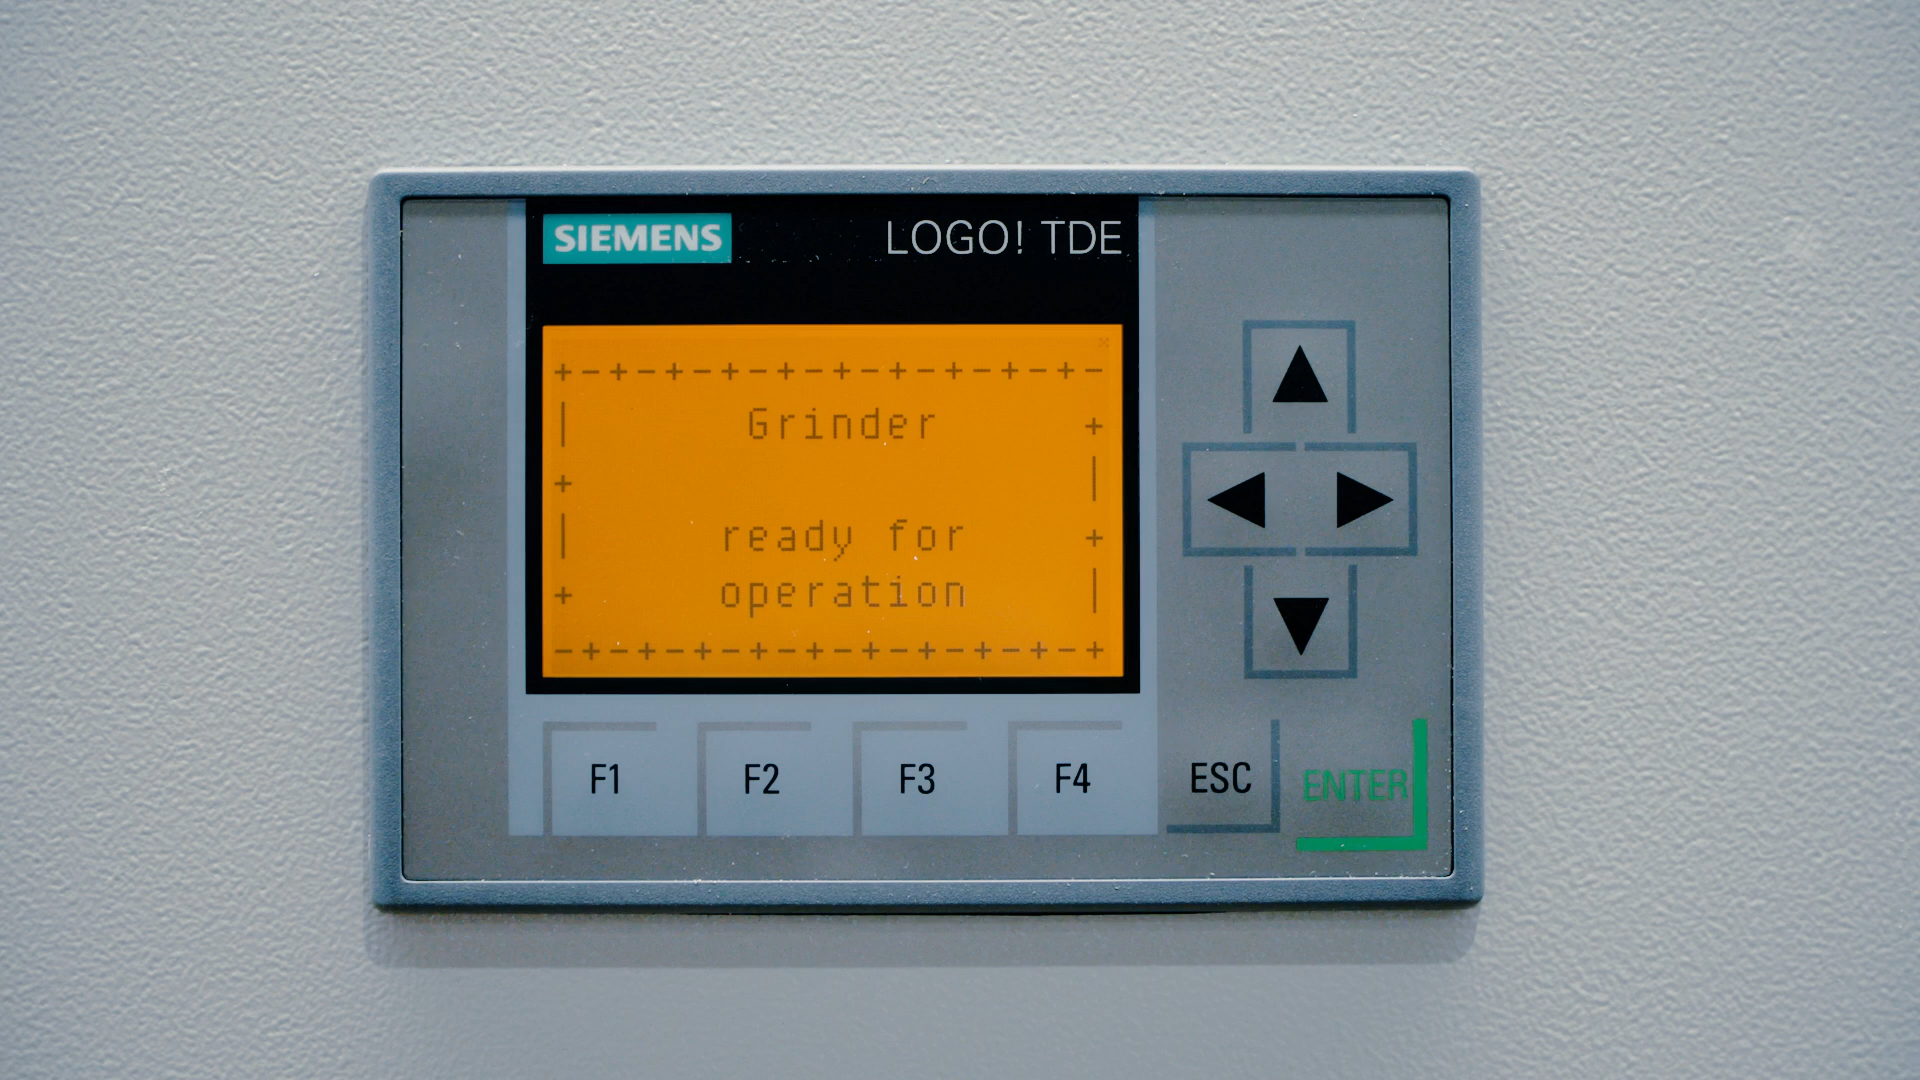 SIEMENS LOGO! TDE
+-+-+-+-+-+-+-+-+-+-
| Grinder +
+ |
| ready for +
+ operation |
-+-+-+-+-+-+-+-+-+-+
F1 F2 F3 F4 ESC ENTER